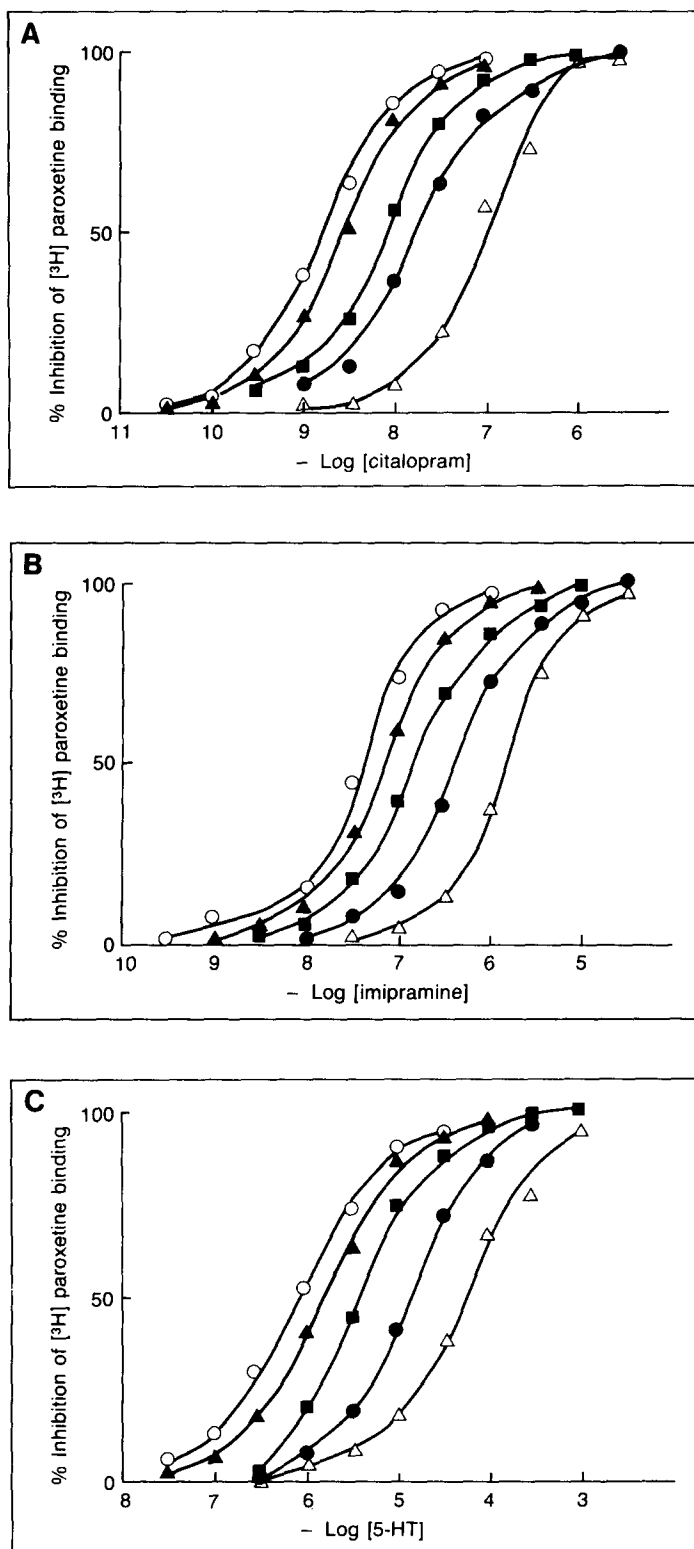 A
% Inhibition of [³H] paroxetine binding
100
50
0
11 10 9 8 7 6
– Log [citalopram]
B
% Inhibition of [³H] paroxetine binding
100
50
0
10 9 8 7 6 5
– Log [imipramine]
C
% Inhibition of [³H] paroxetine binding
100
50
0
8 7 6 5 4 3
– Log [5-HT]